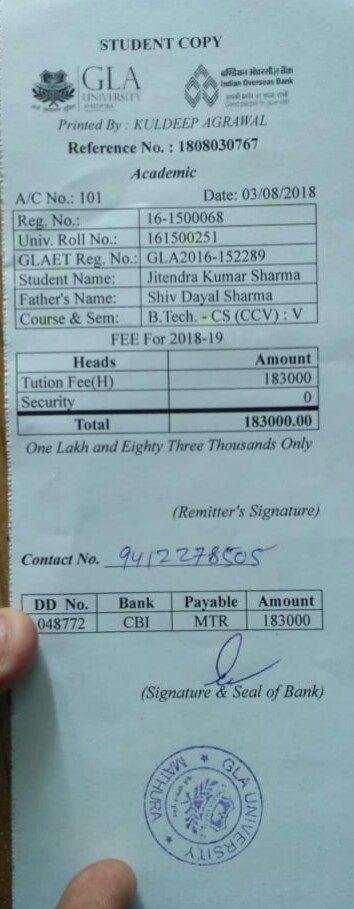 STUDENT COPY
GLA
UNIVERSITY
MATHURA
इण्डियन ओवरसीज़ बैंक
Indian Overseas Bank
Printed By : KULDEEP AGRAWAL
Reference No. : 1808030767
Academic
A/C No.: 101 Date: 03/08/2018
Reg. No.: 16-1500068
Univ. Roll No.: 161500251
GLAET Reg. No.: GLA2016-152289
Student Name: Jitendra Kumar Sharma
Father's Name: Shiv Dayal Sharma
Course & Sem: B.Tech. - CS (CCV) : V
FEE For 2018-19
Heads Amount
Tution Fee(H) 183000
Security 0
Total 183000.00
One Lakh and Eighty Three Thousands Only
(Remitter's Signature)
Contact No. 9412278505
DD No. Bank Payable Amount
048772 CBI MTR 183000
(Signature & Seal of Bank)
GLA UNIVERSITY
MATHURA